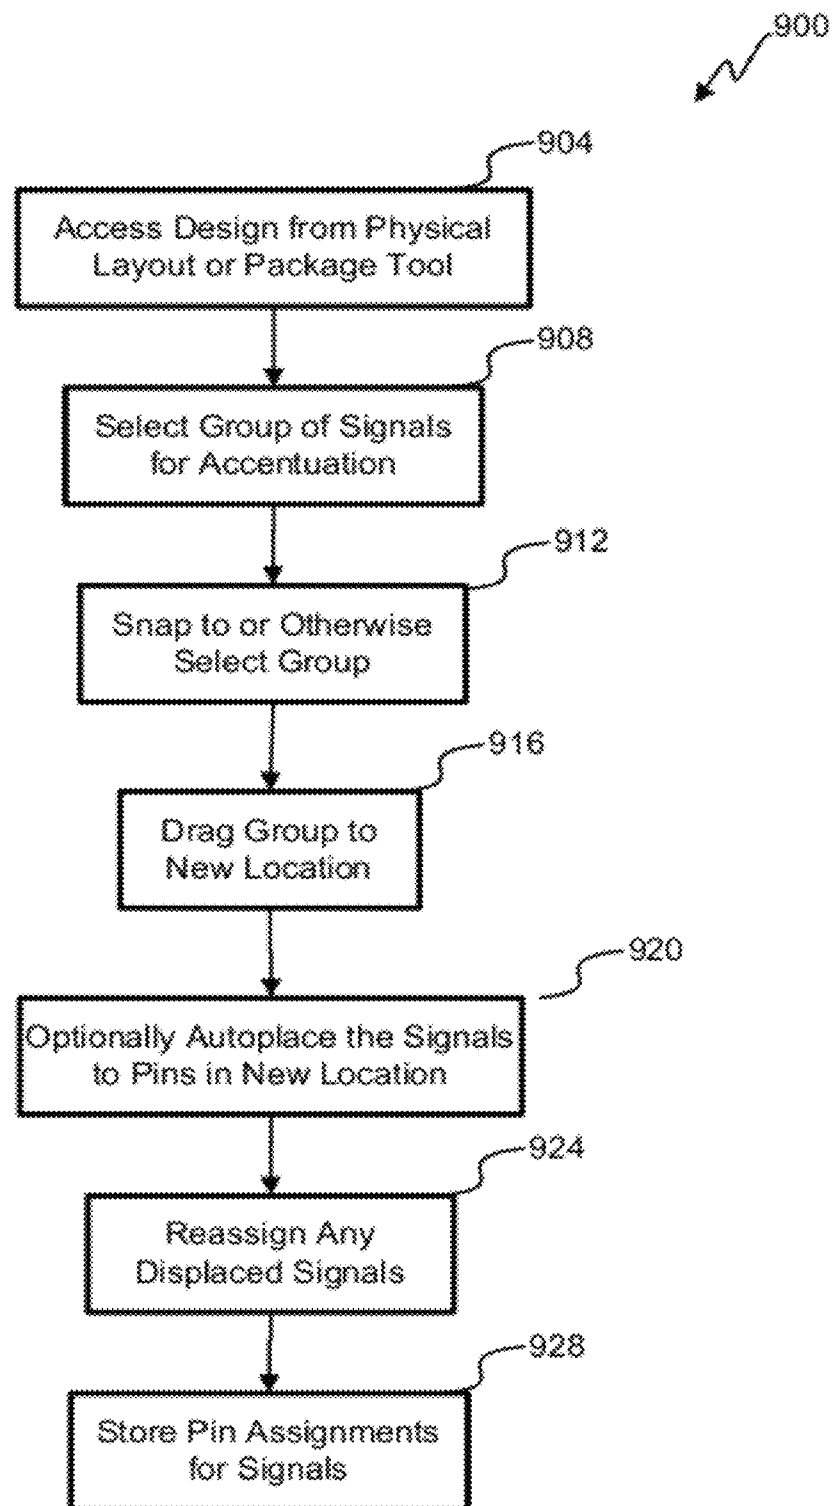 900
904
Access Design from Physical
Layout or Package Tool
908
Select Group of Signals
for Accentuation
912
Snap to or Otherwise
Select Group
916
Drag Group to
New Location
920
Optionally Autoplace the Signals
to Pins in New Location
924
Reassign Any
Displaced Signals
928
Store Pin Assignments
for Signals